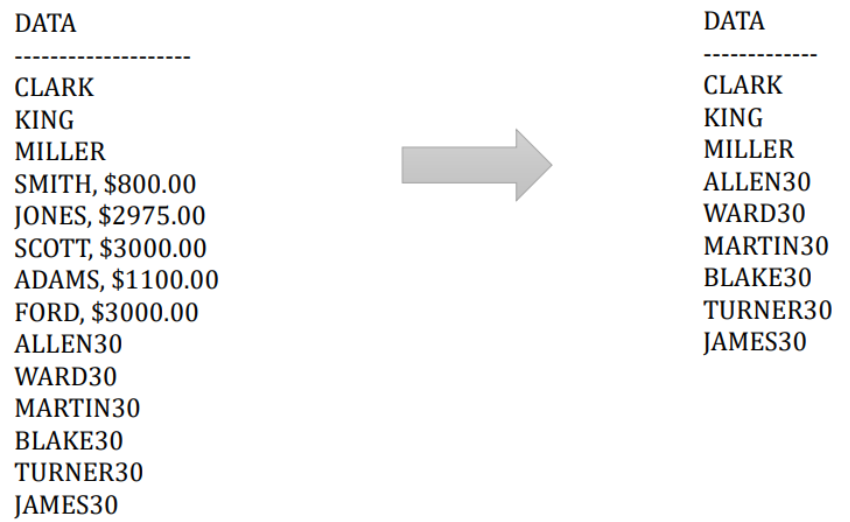 DATA
--------------------
CLARK
KING
MILLER
SMITH, $800.00
JONES, $2975.00
SCOTT, $3000.00
ADAMS, $1100.00
FORD, $3000.00
ALLEN30
WARD30
MARTIN30
BLAKE30
TURNER30
JAMES30
DATA
-------------
CLARK
KING
MILLER
ALLEN30
WARD30
MARTIN30
BLAKE30
TURNER30
JAMES30